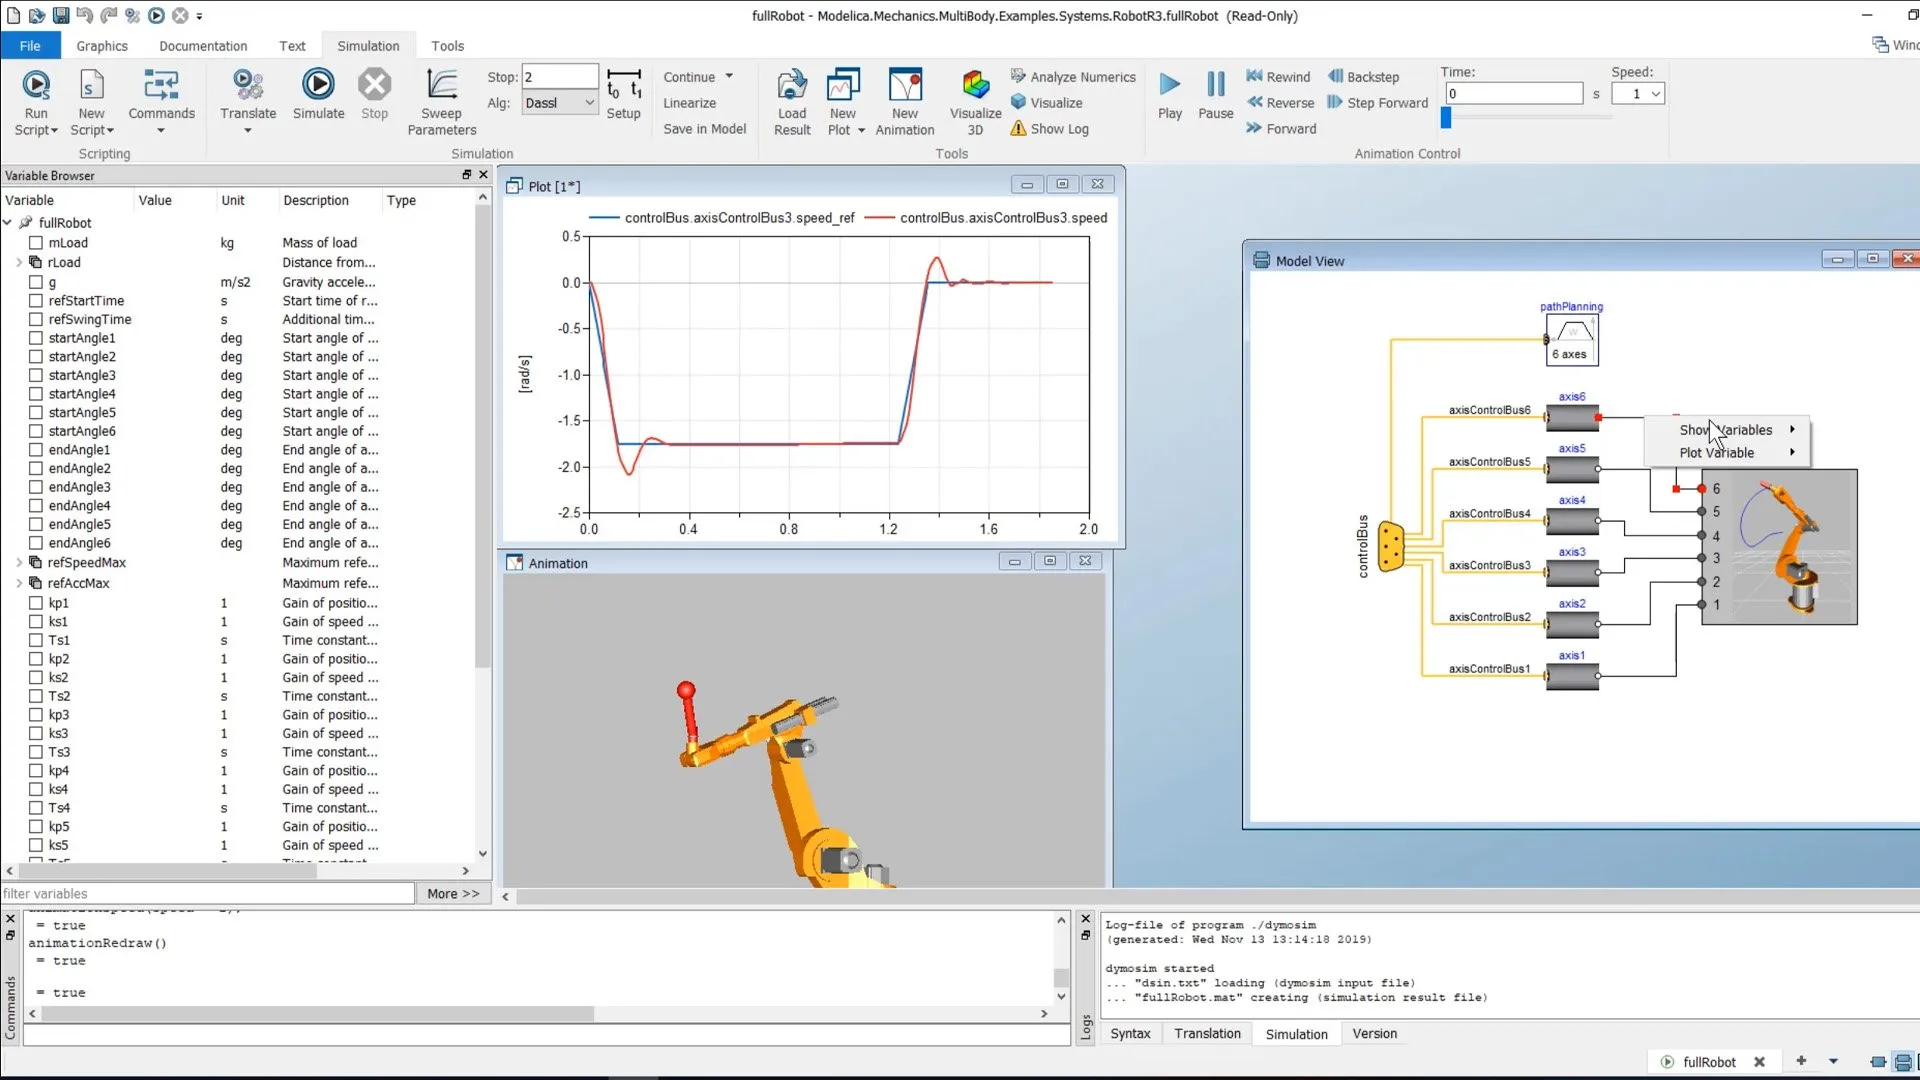 fullRobot - Modelica.Mechanics.MultiBody.Examples.Systems.RobotR3.fullRobot (Read-Only)
File Graphics Documentation Text Simulation Tools
Run Script
New Script
Commands
Scripting
Translate
Simulate
Stop
Sweep Parameters
Stop: 2
Alg: Dassl
t0 t1
Setup
Continue
Linearize
Save in Model
Simulation
Load Result
New Plot
New Animation
Visualize 3D
Analyze Numerics
Visualize
Show Log
Tools
Play
Pause
Rewind
Reverse
Forward
Backstep
Step Forward
Time:
0 s
Speed:
1
Animation Control
Variable Browser
Variable Value Unit Description Type
fullRobot
mLoad kg Mass of load
rLoad Distance from...
g m/s2 Gravity accele...
refStartTime s Start time of r...
refSwingTime s Additional tim...
startAngle1 deg Start angle of ...
startAngle2 deg Start angle of ...
startAngle3 deg Start angle of ...
startAngle4 deg Start angle of ...
startAngle5 deg Start angle of ...
startAngle6 deg Start angle of ...
endAngle1 deg End angle of a...
endAngle2 deg End angle of a...
endAngle3 deg End angle of a...
endAngle4 deg End angle of a...
endAngle5 deg End angle of a...
endAngle6 deg End angle of a...
refSpeedMax Maximum refe...
refAccMax Maximum refe...
kp1 1 Gain of positio...
ks1 1 Gain of speed ...
Ts1 s Time constant...
kp2 1 Gain of positio...
ks2 1 Gain of speed ...
Ts2 s Time constant...
kp3 1 Gain of positio...
ks3 1 Gain of speed ...
Ts3 s Time constant...
kp4 1 Gain of positio...
ks4 1 Gain of speed ...
Ts4 s Time constant...
kp5 1 Gain of positio...
ks5 1 Gain of speed ...
filter variables More >>
Plot [1*]
controlBus.axisControlBus3.speed_ref controlBus.axisControlBus3.speed
0.5
0.0
-0.5
-1.0
-1.5
-2.0
-2.5
[rad/s]
0.0 0.4 0.8 1.2 1.6 2.0
Animation
Model View
pathPlanning
6 axes
axis6
axisControlBus6
Show Variables
Plot Variable
axis5
axisControlBus5
axis4
axisControlBus4
axis3
axisControlBus3
axis2
axisControlBus2
axis1
axisControlBus1
controlBus
6
5
4
3
2
1
Commands
= true
animationRedraw()
= true
= true
Logs
Log-file of program ./dymosim
(generated: Wed Nov 13 13:14:18 2019)
dymosim started
... "dsin.txt" loading (dymosim input file)
... "fullRobot.mat" creating (simulation result file)
Syntax Translation Simulation Version
fullRobot